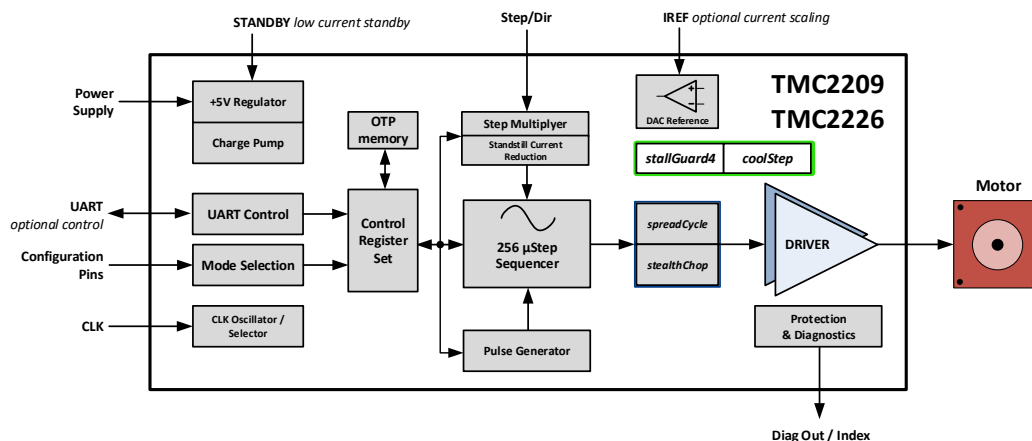 STANDBY low current standby
Step/Dir
IREF optional current scaling
Power
Supply
+5V Regulator
Charge Pump
OTP
memory
Step Multiplyer
Standstill Current
Reduction
+
−
DAC Reference
TMC2209
TMC2226
stallGuard4
coolStep
UART
optional control
UART Control
Control
Register
Set
256 µStep
Sequencer
spreadCycle
stealthChop
DRIVER
Motor
Configuration
Pins
Mode Selection
CLK
CLK Oscillator /
Selector
Pulse Generator
Protection
& Diagnostics
Diag Out / Index